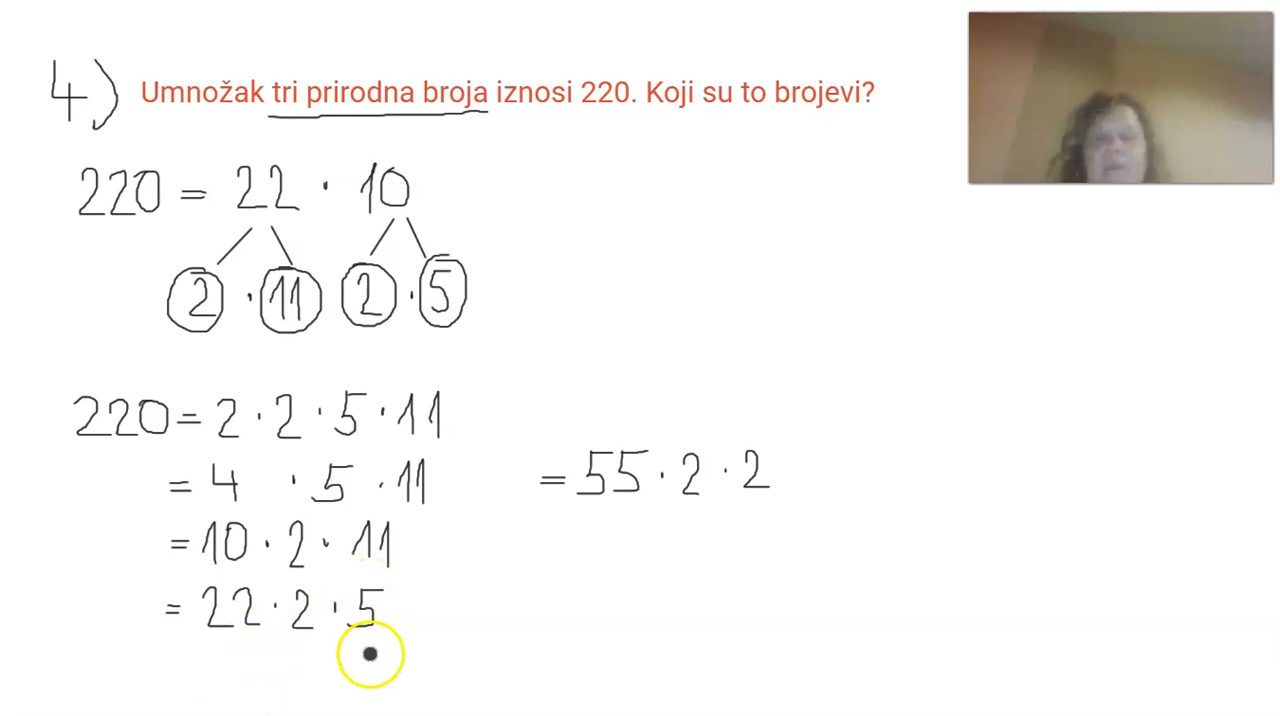 4) Umnožak tri prirodna broja iznosi 220. Koji su to brojevi?
220 = 22 · 10
2 · 11 2 · 5
220 = 2 · 2 · 5 · 11
= 4 · 5 · 11 = 55 · 2 · 2
= 10 · 2 · 11
= 22 · 2 · 5